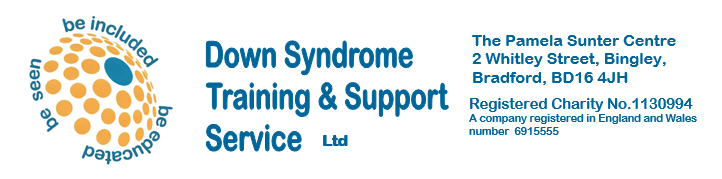 be included
be seen
be educated
Down Syndrome
Training & Support
Service Ltd
The Pamela Sunter Centre
2 Whitley Street, Bingley,
Bradford, BD16 4JH
Registered Charity No.1130994
A company registered in England and Wales
number 6915555